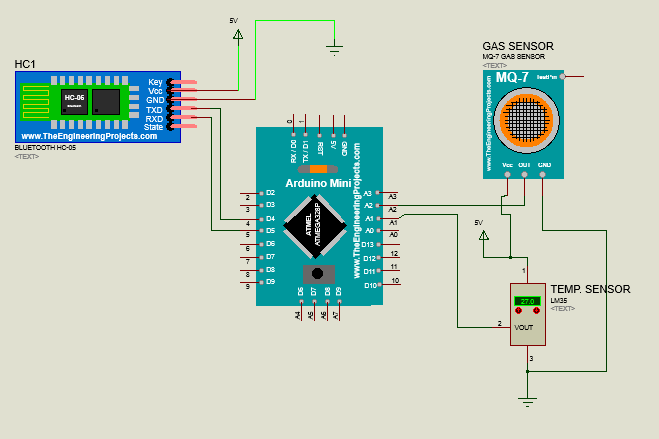 5V
GAS SENSOR
MQ-7 GAS SENSOR
<TEXT>
HC1
Key
Vcc
GND
TXD
RXD
State
HC-05
www.TheEngineeringProjects.com
BLUETOOTH HC-05
<TEXT>
MQ-7
TestPin
www.TheEngineeringProjects.com
Vcc OUT GND
0 1
RX / D0 TX / D1 RST 5V GND
Arduino Mini
ATMEL
ATMEGA328P
www.TheEngineeringProjects.com
2 D2
3 D3
4 D4
5 D5
6 D6
7 D7
8 D8
9 D9
A3 A3
A2 A2
A1 A1
A0 A0
D13
D12 12
D11 11
D10 10
D6 D7 D8 D9
A4 A5 A6 A7
5V
1
TEMP. SENSOR
LM35
<TEXT>
27.0
2 VOUT
3